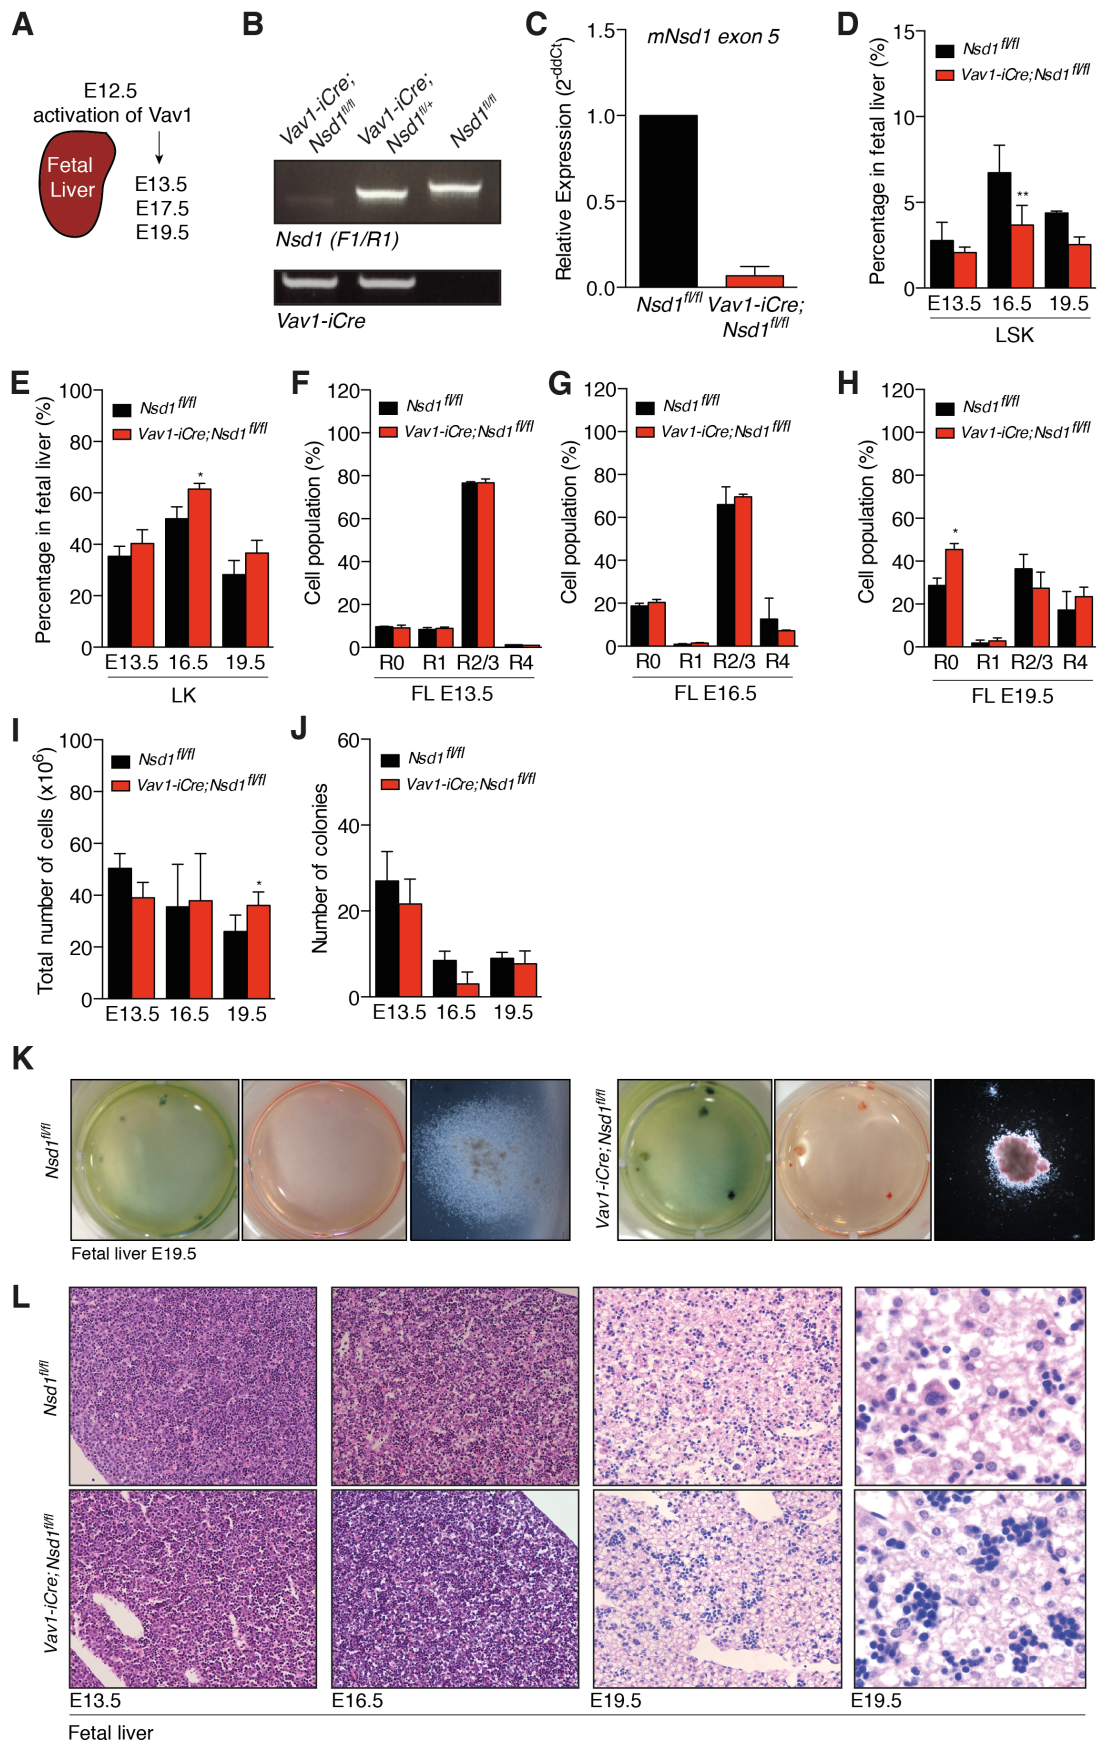 A
E12.5
activation of Vav1
Fetal
Liver
E13.5
E17.5
E19.5
B
Vav1-iCre;
Nsd1fl/fl
Vav1-iCre;
Nsd1fl/+
Nsd1fl/fl
Nsd1 (F1/R1)
Vav1-iCre
C
mNsd1 exon 5
Relative Expression (2-ddCt)
1.5
1.0
0.5
0.0
Nsd1fl/fl
Vav1-iCre;
Nsd1fl/fl
D
Nsd1fl/fl
Vav1-iCre;Nsd1fl/fl
Percentage in fetal liver (%)
15
10
5
0
**
E13.5 16.5 19.5
LSK
E
Nsd1fl/fl
Vav1-iCre;Nsd1fl/fl
Percentage in fetal liver (%)
100
80
60
40
20
0
*
E13.5 16.5 19.5
LK
F
Nsd1fl/fl
Vav1-iCre;Nsd1fl/fl
Cell population (%)
120
100
80
60
40
20
0
R0 R1 R2/3 R4
FL E13.5
G
Nsd1fl/fl
Vav1-iCre;Nsd1fl/fl
Cell population (%)
120
100
80
60
40
20
0
R0 R1 R2/3 R4
FL E16.5
H
Nsd1fl/fl
Vav1-iCre;Nsd1fl/fl
Cell population (%)
120
100
80
60
40
20
0
*
R0 R1 R2/3 R4
FL E19.5
I
Nsd1fl/fl
Vav1-iCre;Nsd1fl/fl
Total number of cells (x106)
100
80
60
40
20
0
*
E13.5 16.5 19.5
J
Nsd1fl/fl
Vav1-iCre;Nsd1fl/fl
Number of colonies
60
40
20
0
E13.5 16.5 19.5
K
Nsd1fl/fl
Vav1-iCre;Nsd1fl/fl
Fetal liver E19.5
L
Nsd1fl/fl
Vav1-iCre;Nsd1fl/fl
E13.5
E16.5
E19.5
E19.5
Fetal liver